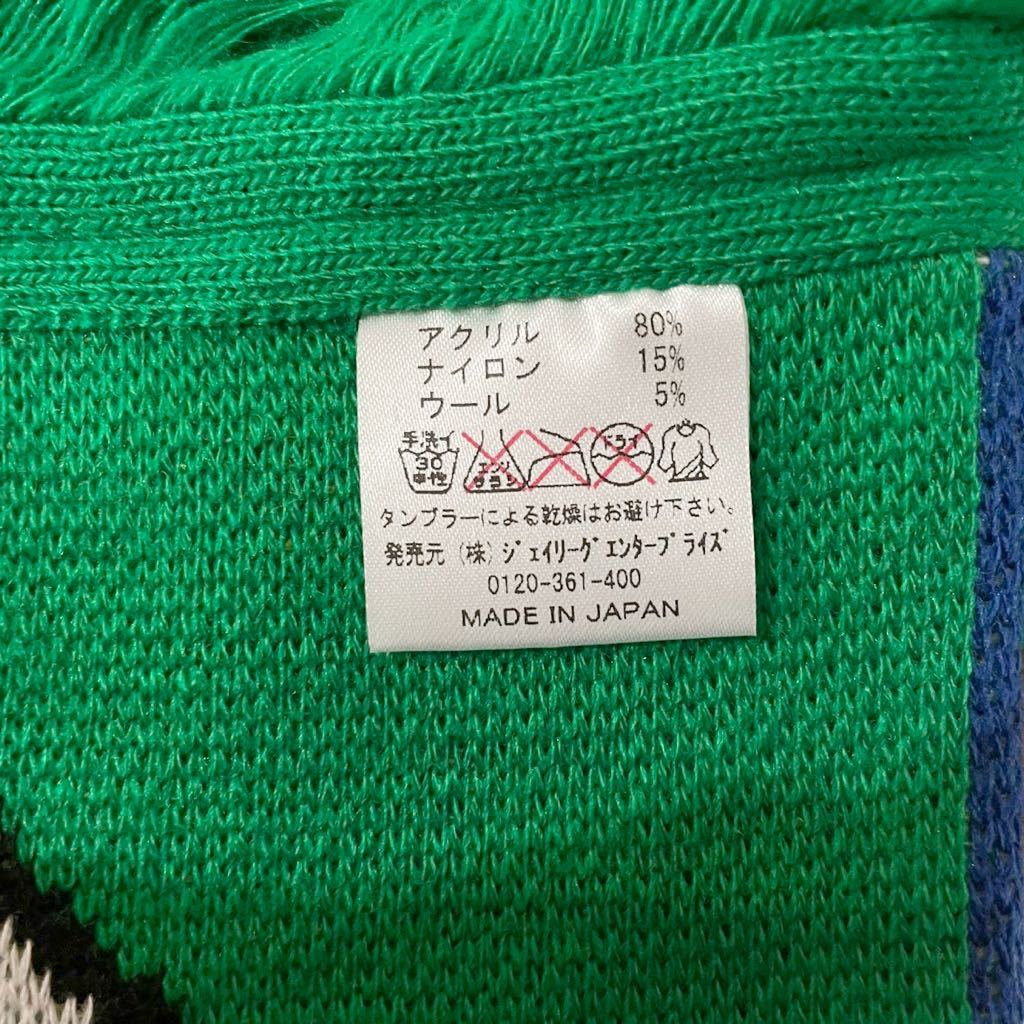 アクリル 80%
ナイロン 15%
ウール 5%
手洗イ
30
中性
エンソ
サラシ
ドライ
タンブラーによる乾燥はお避け下さい。
発売元 (株)ジェイリーグエンタープライズ
0120-361-400
MADE IN JAPAN